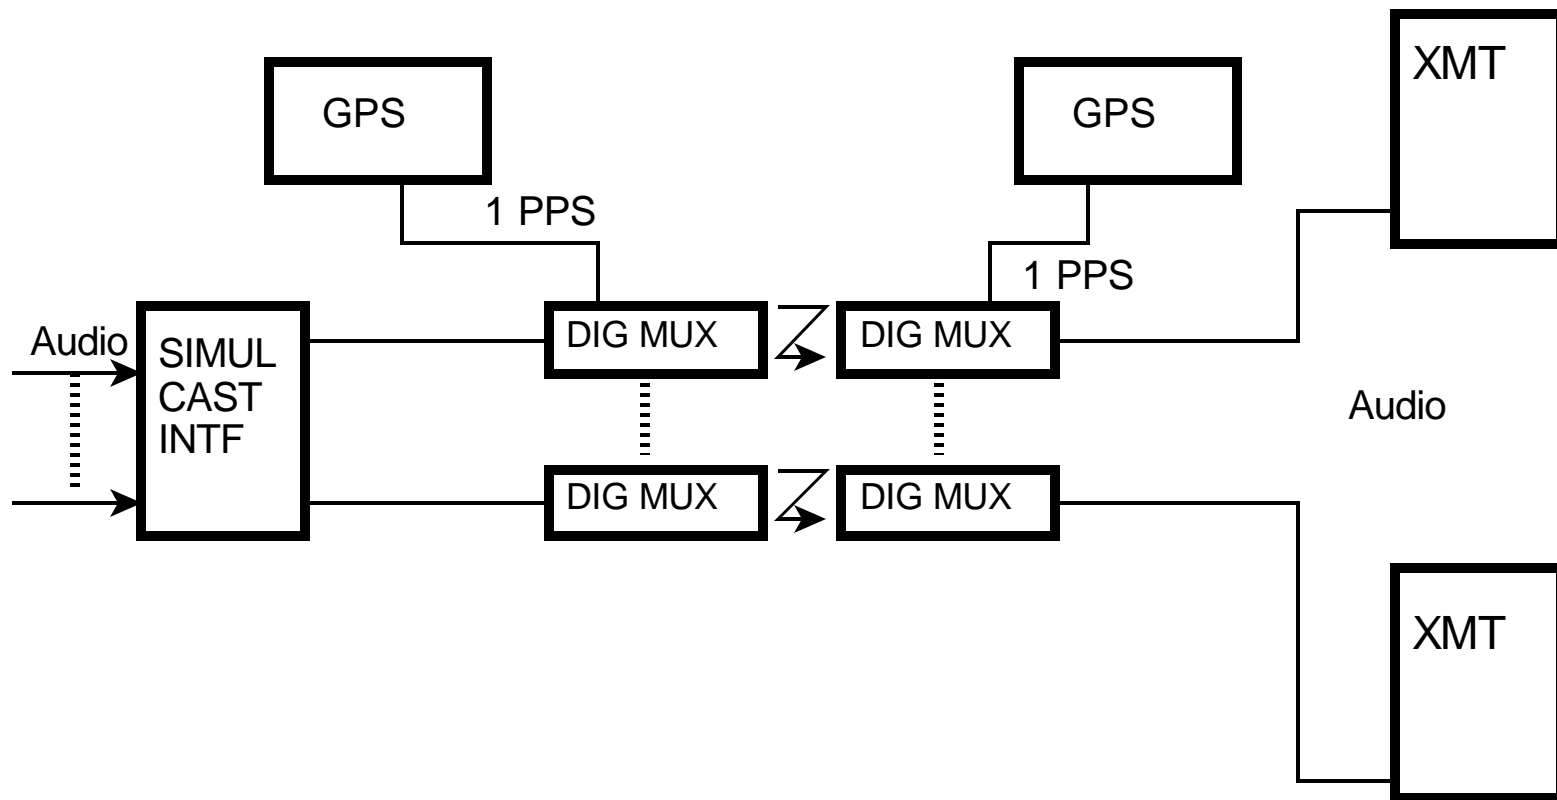 XMT
GPS
GPS
1 PPS
1 PPS
Audio
SIMUL
CAST
INTF
DIG MUX
DIG MUX
Audio
DIG MUX
DIG MUX
XMT